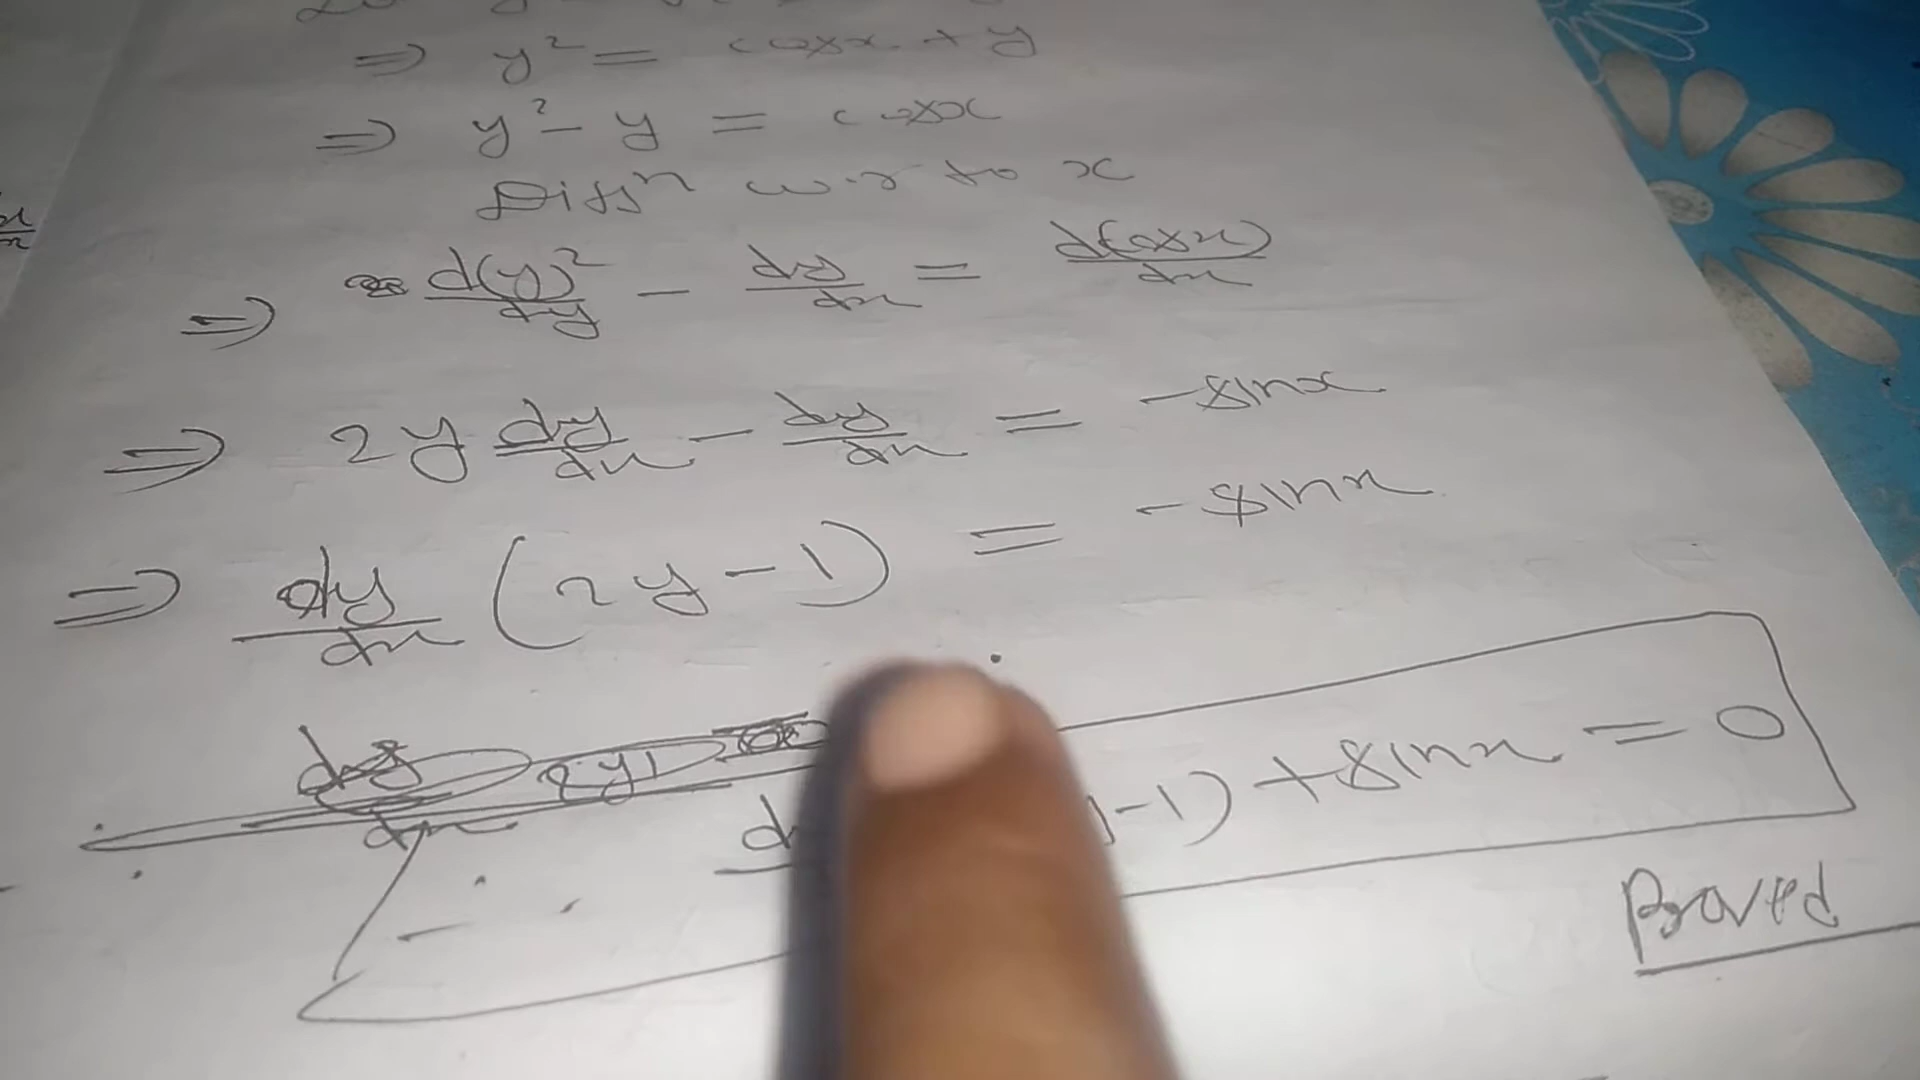 ⇒ y² = cosx + y
⇒ y² - y = cosx
Diffⁿ w.r to x
⇒ d(y)²/dy - dy/dx = d(cosx)/dx
⇒ 2y dy/dx - dy/dx = -sinx
⇒ dy/dx (2y-1) = -sinx
-1) + sinx = 0
Proved